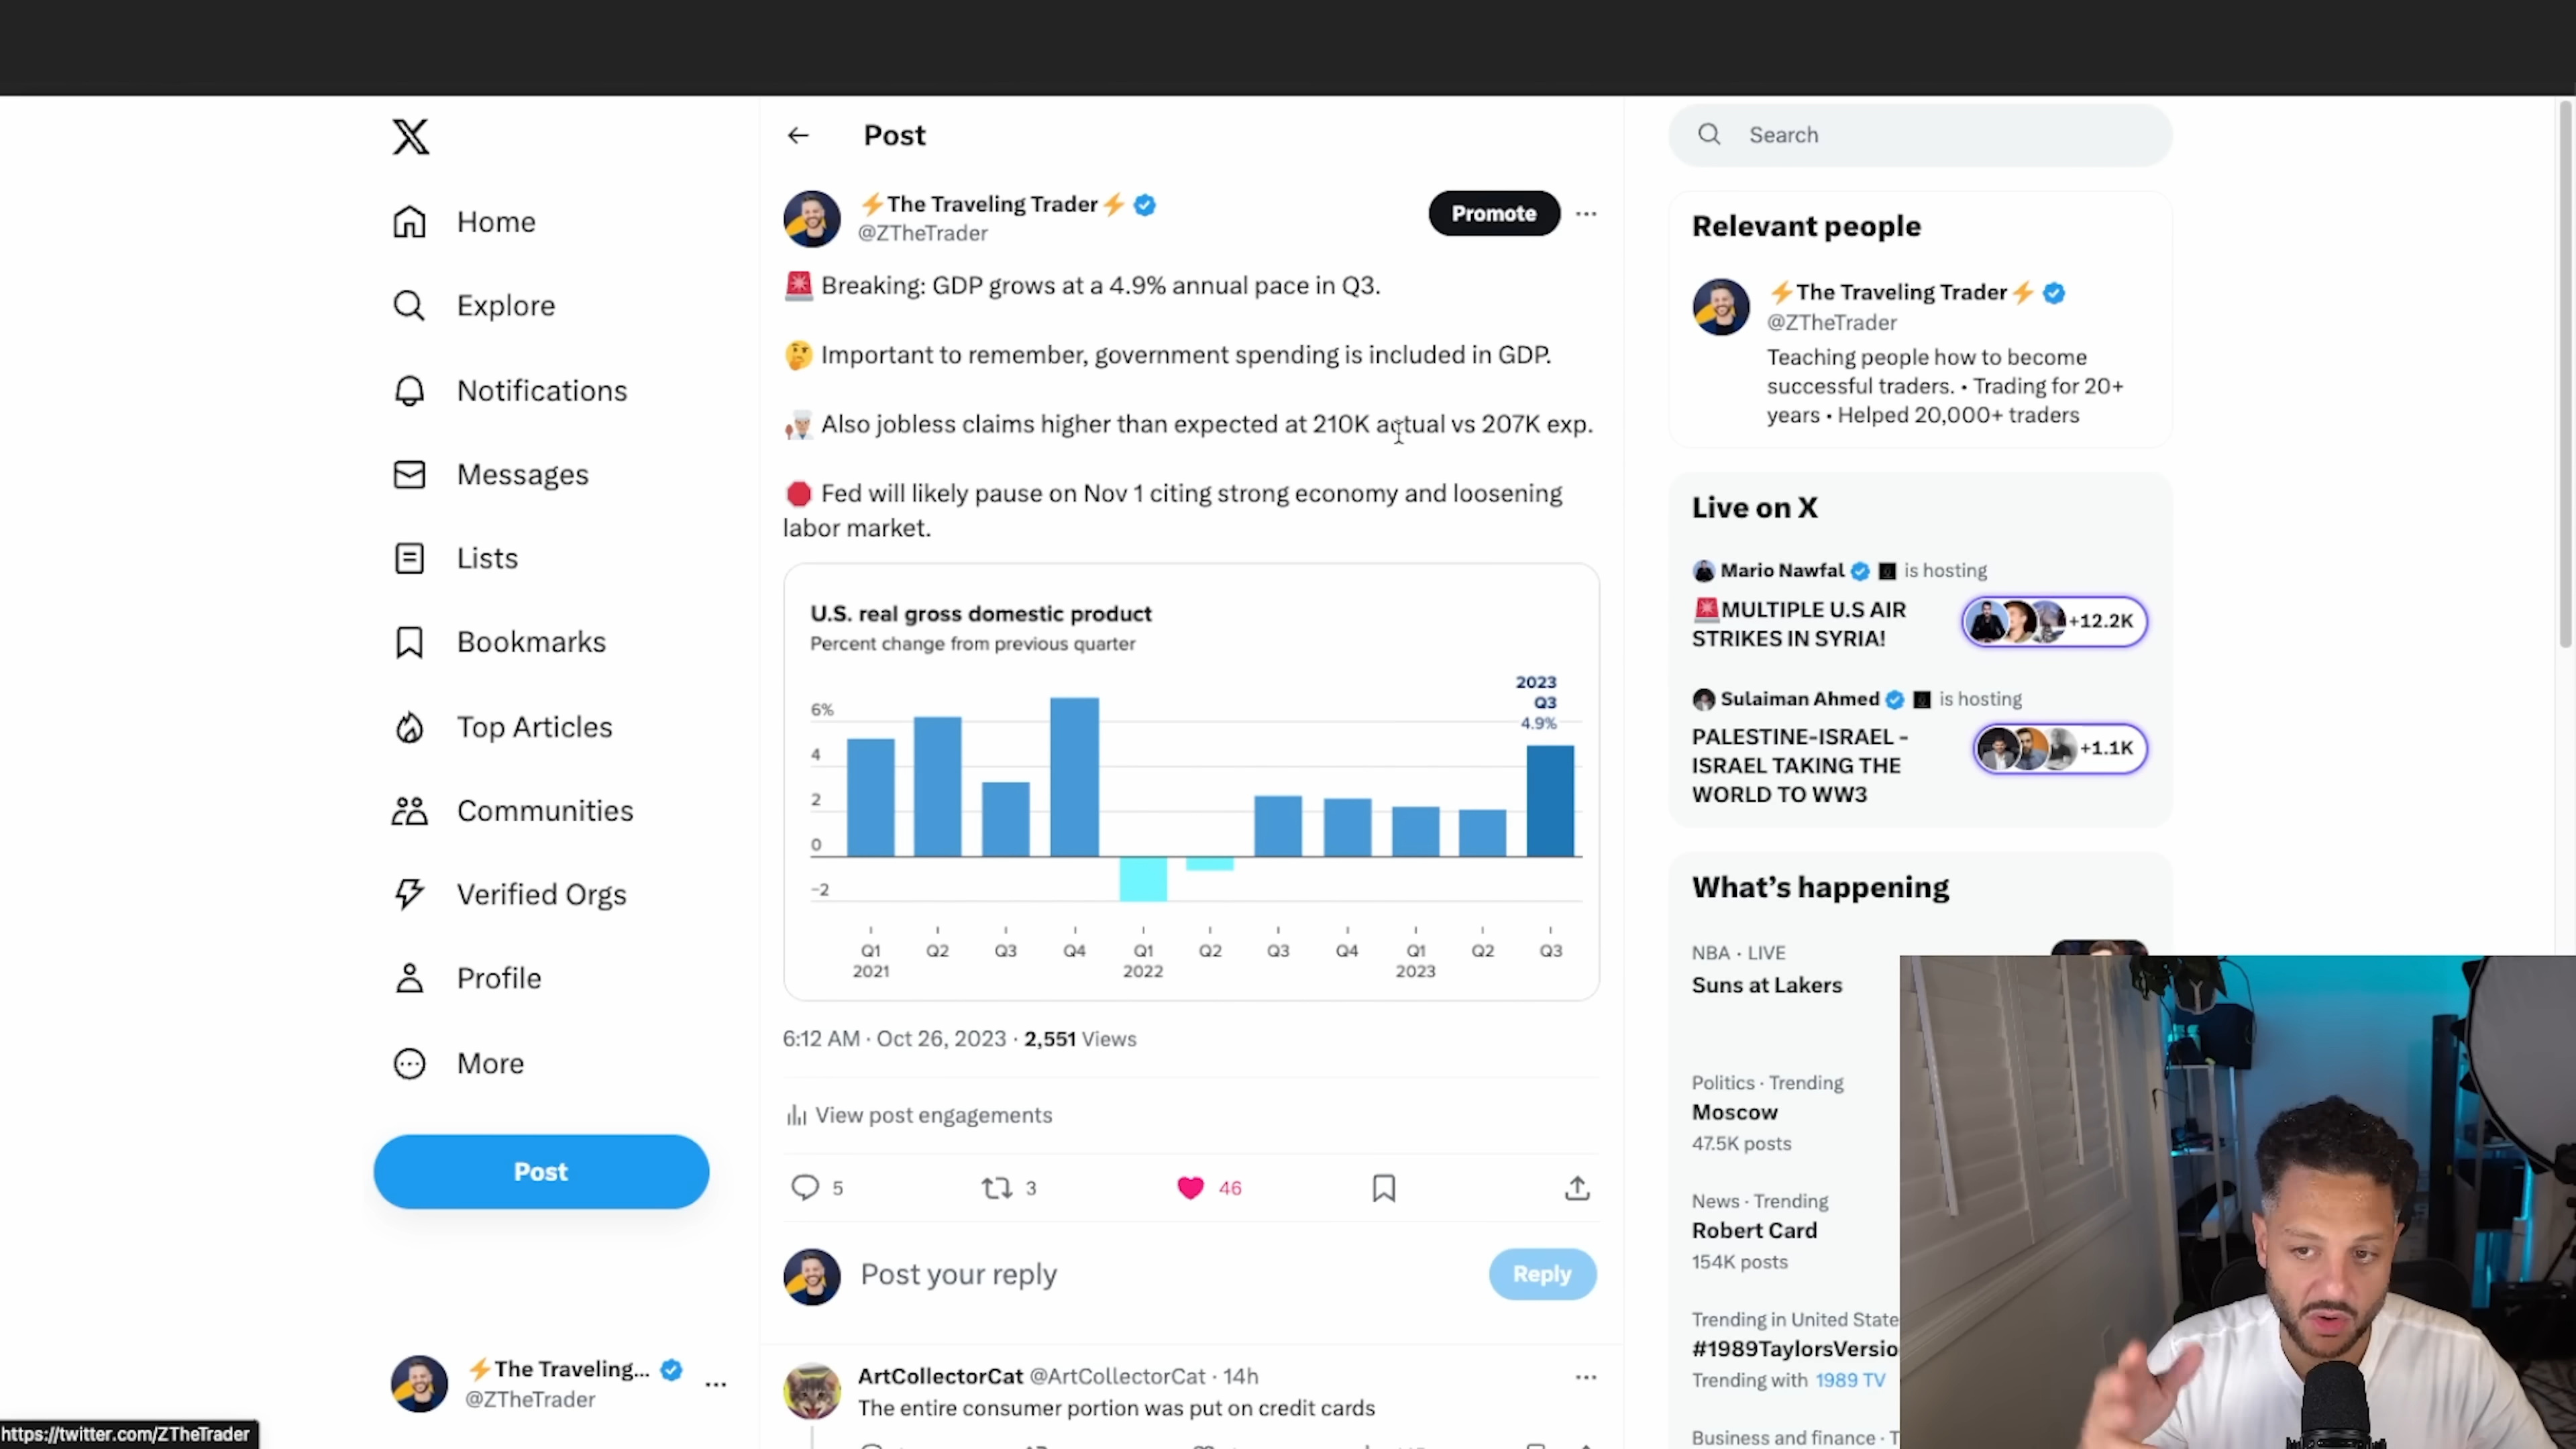 Home
Explore
Notifications
Messages
Lists
Bookmarks
Top Articles
Communities
Verified Orgs
Profile
More
Post
⚡The Traveling...
@ZTheTrader
https://twitter.com/ZTheTrader
Post
⚡The Traveling Trader⚡
@ZTheTrader
Promote
🚨 Breaking: GDP grows at a 4.9% annual pace in Q3.
🤔 Important to remember, government spending is included in GDP.
Also jobless claims higher than expected at 210K actual vs 207K exp.
🛑 Fed will likely pause on Nov 1 citing strong economy and loosening
labor market.
U.S. real gross domestic product
Percent change from previous quarter
2023
Q3
4.9%
6%
4
2
0
-2
Q1 Q2 Q3 Q4 Q1 Q2 Q3 Q4 Q1 Q2 Q3
2021 2022 2023
6:12 AM · Oct 26, 2023 · 2,551 Views
View post engagements
5 3 46
Post your reply
Reply
ArtCollectorCat @ArtCollectorCat · 14h
The entire consumer portion was put on credit cards
Search
Relevant people
⚡The Traveling Trader⚡
@ZTheTrader
Teaching people how to become
successful traders. • Trading for 20+
years • Helped 20,000+ traders
Live on X
Mario Nawfal is hosting
🚨MULTIPLE U.S AIR
STRIKES IN SYRIA!
+12.2K
Sulaiman Ahmed is hosting
PALESTINE-ISRAEL -
ISRAEL TAKING THE
WORLD TO WW3
+1.1K
What's happening
NBA · LIVE
Suns at Lakers
Politics · Trending
Moscow
47.5K posts
News · Trending
Robert Card
154K posts
Trending in United State
#1989TaylorsVersio
Trending with 1989 TV
Business and finance · T